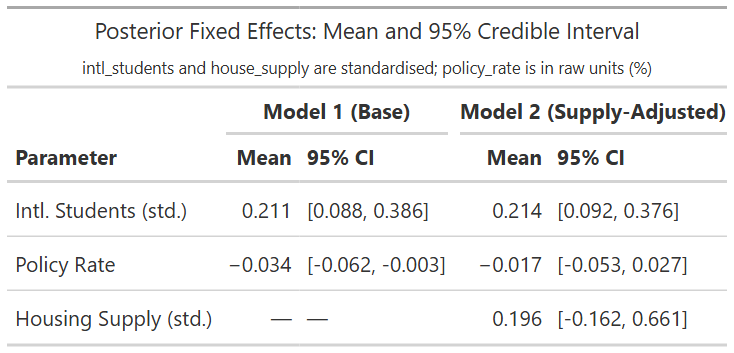 Posterior Fixed Effects: Mean and 95% Credible Interval
intl_students and house_supply are standardised; policy_rate is in raw units (%)
Model 1 (Base) Model 2 (Supply-Adjusted)
Parameter Mean 95% CI Mean 95% CI
Intl. Students (std.) 0.211 [0.088, 0.386] 0.214 [0.092, 0.376]
Policy Rate −0.034 [-0.062, -0.003] −0.017 [-0.053, 0.027]
Housing Supply (std.) — — 0.196 [-0.162, 0.661]